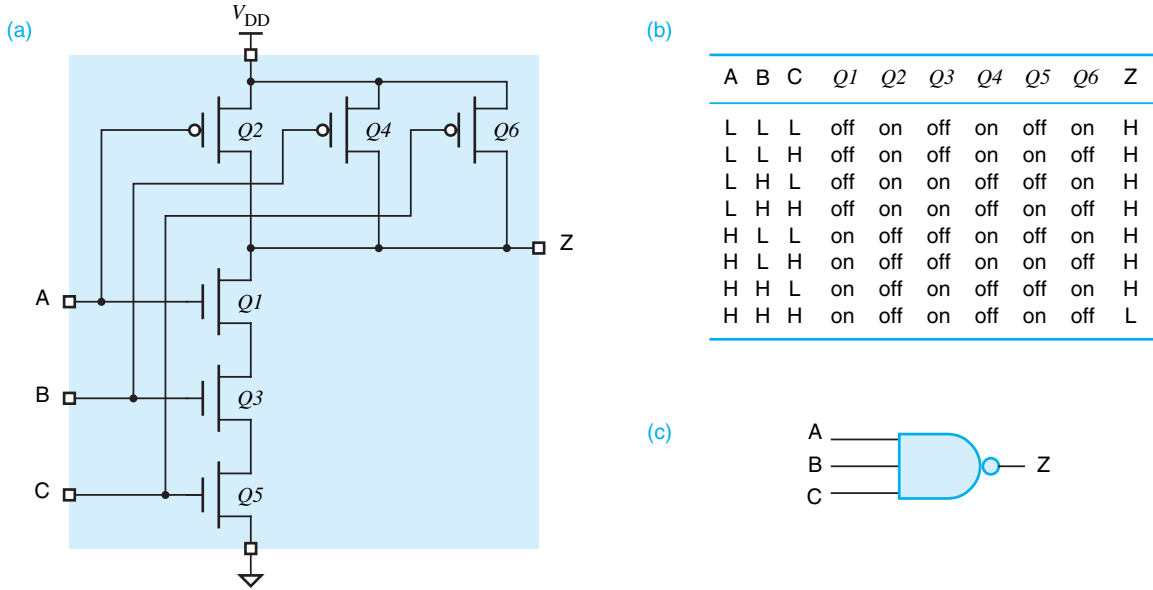 (a)
V_DD
Q2
Q4
Q6
Z
A
Q1
B
Q3
C
Q5
(b)
A B C Q1 Q2 Q3 Q4 Q5 Q6 Z
L L L off on off on off on H
L L H off on off on on off H
L H L off on on off off on H
L H H off on on off on off H
H L L on off off on off on H
H L H on off off on on off H
H H L on off on off off on H
H H H on off on off on off L
(c)
A
B
C
Z